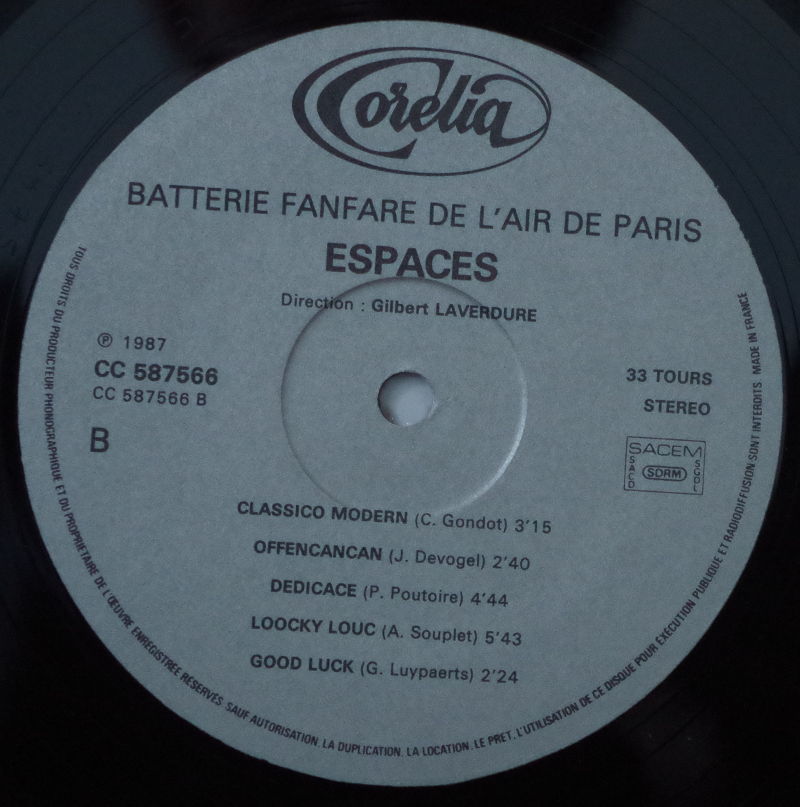 Corelia
BATTERIE FANFARE DE L'AIR DE PARIS
ESPACES
Direction : Gilbert LAVERDURE
℗ 1987
CC 587566
CC 587566 B
B
33 TOURS
STEREO
SACEM
SACD
SDRM
SGDL
CLASSICO MODERN (C. Gondot) 3'15
OFFENCANCAN (J. Devogel) 2'40
DEDICACE (P. Poutoire) 4'44
LOOCKY LOUC (A. Souplet) 5'43
GOOD LUCK (G. Luypaerts) 2'24
TOUS DROITS DU PRODUCTEUR PHONOGRAPHIQUE ET DU PROPRIETAIRE DE L'ŒUVRE ENREGISTREE RESERVES. SAUF AUTORISATION, LA DUPLICATION, LA LOCATION, LE PRET, L'UTILISATION DE CE DISQUE POUR EXECUTION PUBLIQUE ET RADIODIFFUSION SONT INTERDITS. MADE IN FRANCE